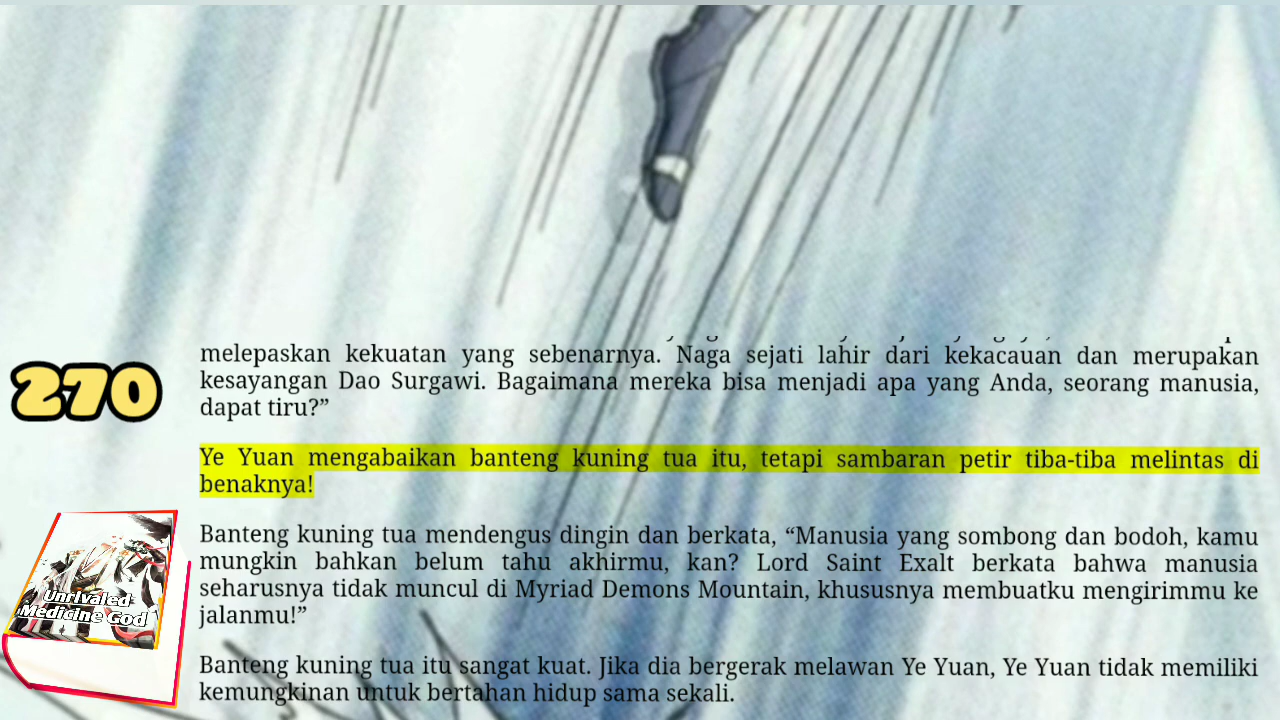 melepaskan kekuatan yang sebenarnya. Naga sejati lahir dari kekacauan dan merupakan
kesayangan Dao Surgawi. Bagaimana mereka bisa menjadi apa yang Anda, seorang manusia,
dapat tiru?”
270
Ye Yuan mengabaikan banteng kuning tua itu, tetapi sambaran petir tiba-tiba melintas di
benaknya!
Banteng kuning tua mendengus dingin dan berkata, “Manusia yang sombong dan bodoh, kamu
mungkin bahkan belum tahu akhirmu, kan? Lord Saint Exalt berkata bahwa manusia
seharusnya tidak muncul di Myriad Demons Mountain, khususnya membuatku mengirimmu ke
jalanmu!”
Unrivaled
Medicine God
Banteng kuning tua itu sangat kuat. Jika dia bergerak melawan Ye Yuan, Ye Yuan tidak memiliki
kemungkinan untuk bertahan hidup sama sekali.